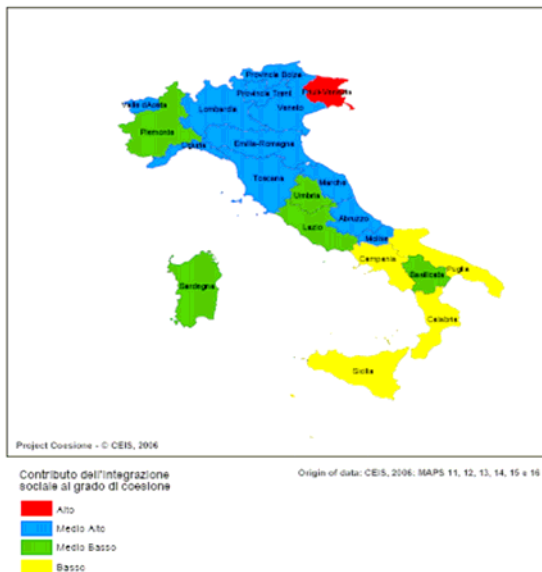 Provincia Bolza
Friuli-Venezia
Provincia Trent
Valle d'Aosta
Lombardia
Veneto
Piemonte
Emilia-Romagna
Liguria
Toscana
Marche
Umbria
Abruzzo
Lazio
Molise
Campania
Puglia
Basilicata
Sardegna
Calabria
Sicilia
Project Coesione - © CEIS, 2006
Contributo dell'integrazione
sociale al grado di coesione
Origin of data: CEIS, 2006: MAPS 11, 12, 13, 14, 15 e 16
Alto
Medio Alto
Medio Basso
Basso